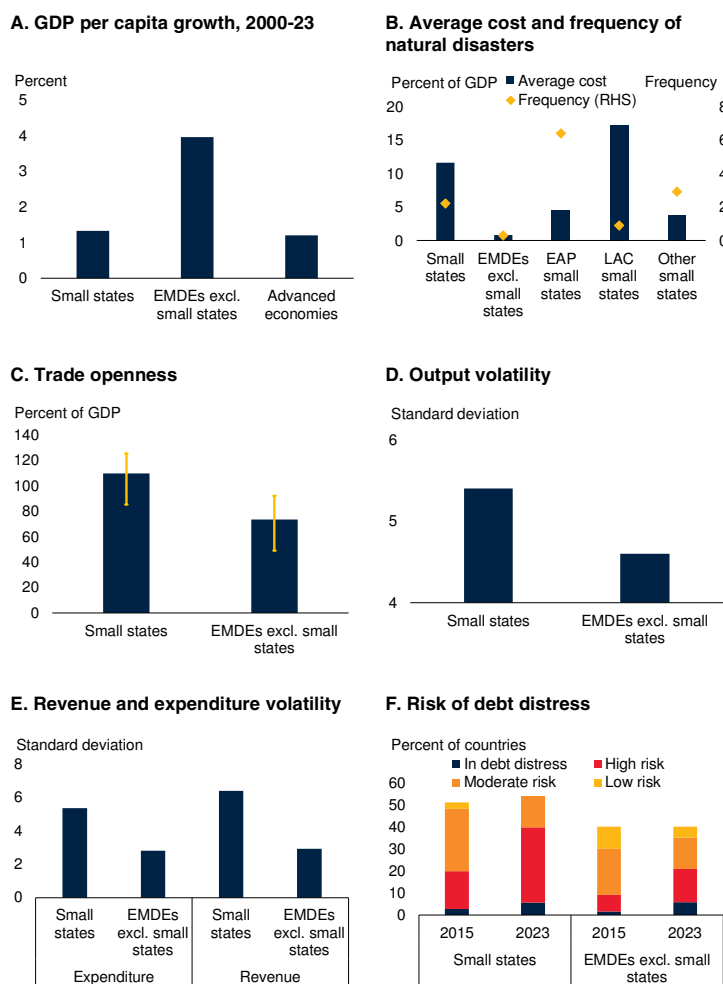 A. GDP per capita growth, 2000-23
Percent
5
4
3
2
1
0
Small states
EMDEs excl.
small states
Advanced
economies
B. Average cost and frequency of
natural disasters
Percent of GDP
Average cost
Frequency
Frequency (RHS)
20
15
10
5
0
8
6
4
2
0
Small
states
EMDEs
excl.
small
states
EAP
small
states
LAC
small
states
Other
small
states
C. Trade openness
Percent of GDP
140
120
100
80
60
40
20
0
Small states
EMDEs excl. small
states
D. Output volatility
Standard deviation
6
5
4
Small states
EMDEs excl. small
states
E. Revenue and expenditure volatility
Standard deviation
8
6
4
2
0
Small
states
EMDEs
excl. small
states
Small
states
EMDEs
excl. small
states
Expenditure
Revenue
F. Risk of debt distress
Percent of countries
In debt distress
High risk
Moderate risk
Low risk
60
50
40
30
20
10
0
2015
2023
2015
2023
Small states
EMDEs excl. small
states